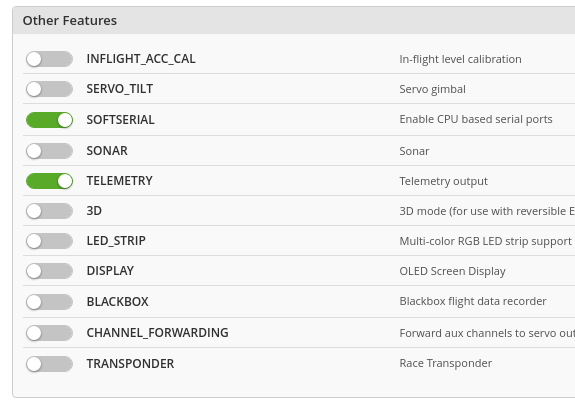 Other Features
INFLIGHT_ACC_CAL In-flight level calibration
SERVO_TILT Servo gimbal
SOFTSERIAL Enable CPU based serial ports
SONAR Sonar
TELEMETRY Telemetry output
3D 3D mode (for use with reversible E
LED_STRIP Multi-color RGB LED strip support
DISPLAY OLED Screen Display
BLACKBOX Blackbox flight data recorder
CHANNEL_FORWARDING Forward aux channels to servo out
TRANSPONDER Race Transponder